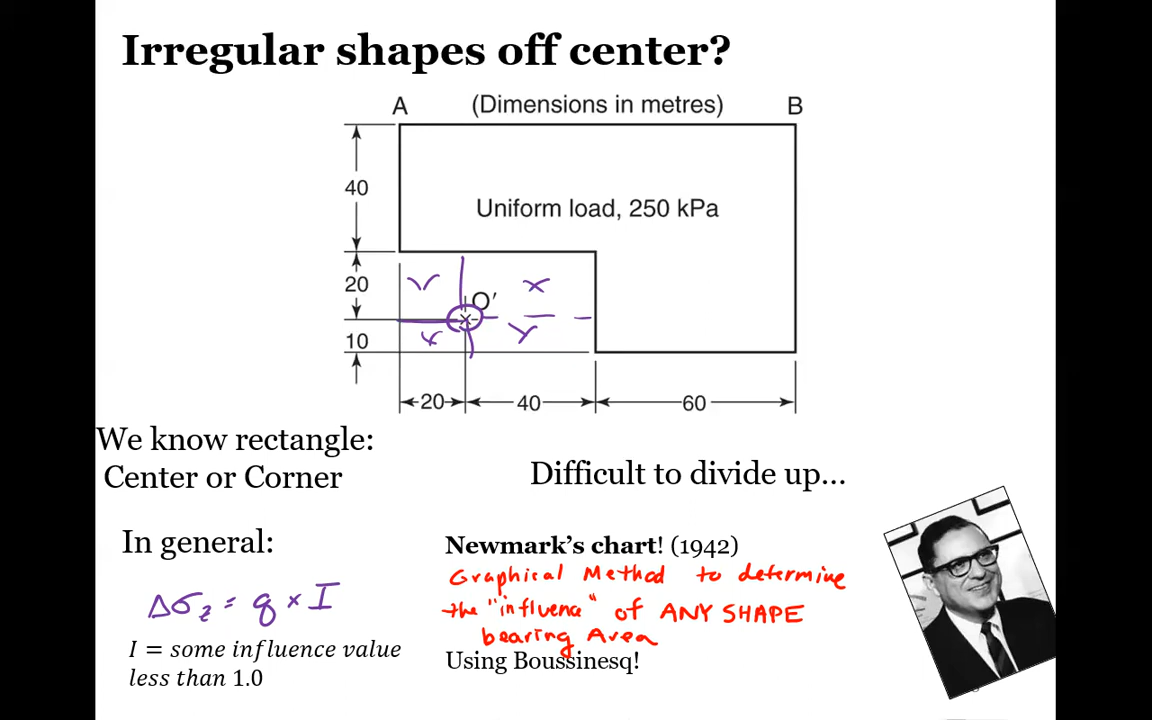 Irregular shapes off center?
A (Dimensions in metres) B
40
Uniform load, 250 kPa
20
O'
10
20 40 60
We know rectangle:
Center or Corner
Difficult to divide up...
In general:
Δσz = q × I
I = some influence value
less than 1.0
Newmark's chart! (1942)
Graphical Method to determine
the "influence" of ANY SHAPE
bearing Area
Using Boussinesq!